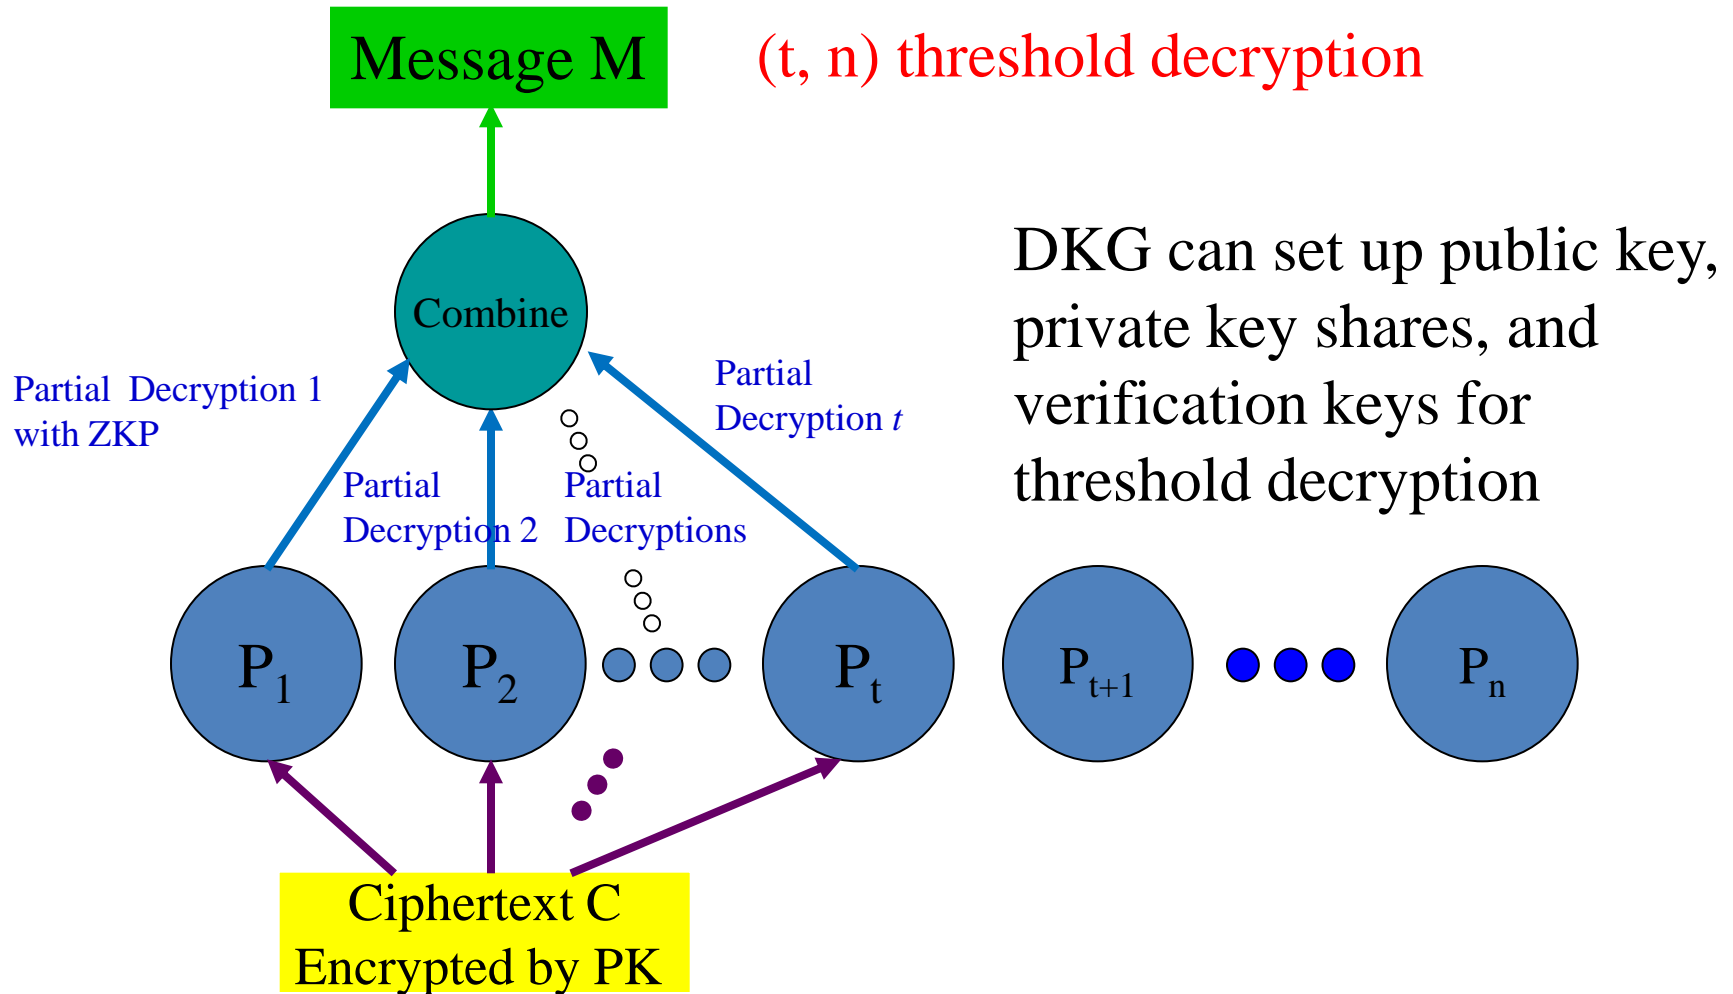 Message M
(t, n) threshold decryption
DKG can set up public key,
private key shares, and
verification keys for
threshold decryption
Combine
Partial Decryption 1
with ZKP
Partial
Decryption 2
Partial
Decryptions
Partial
Decryption t
P1
P2
Pt
Pt+1
Pn
Ciphertext C
Encrypted by PK